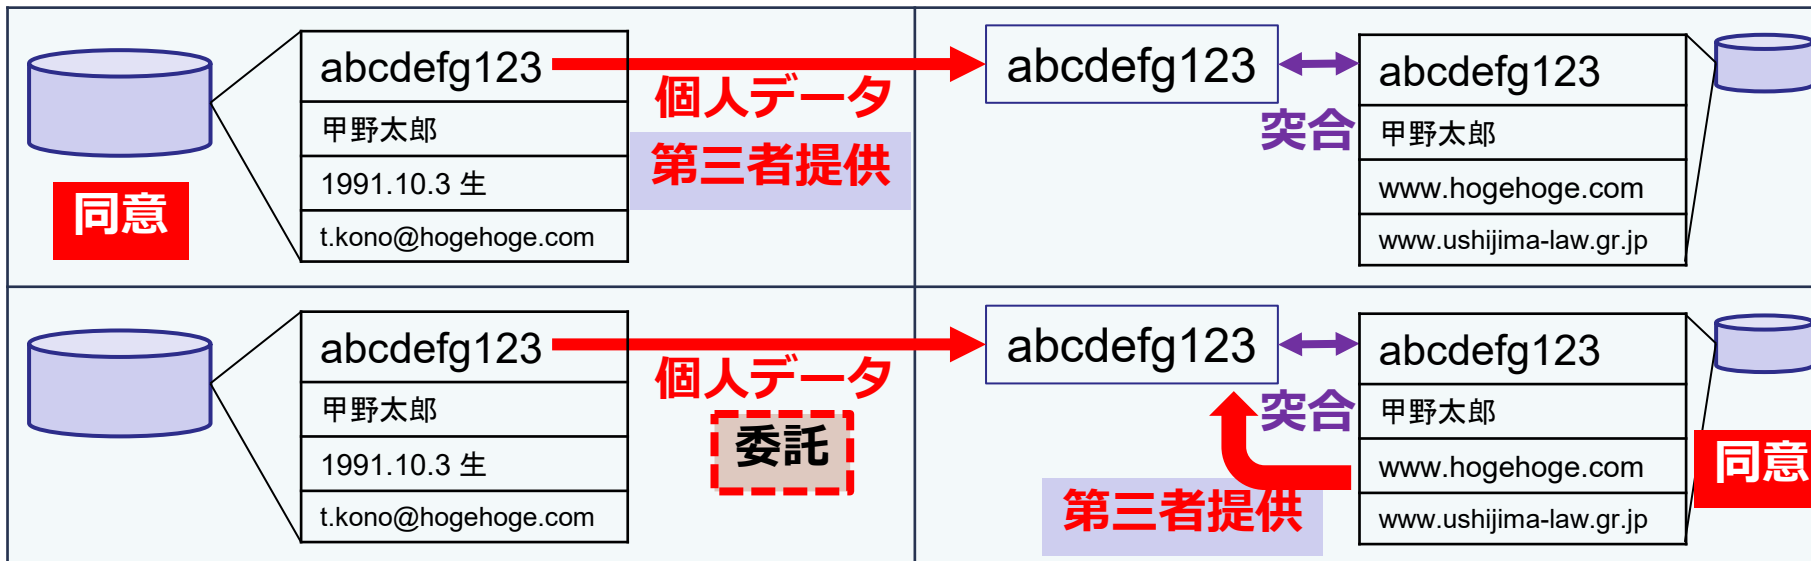 abcdefg123
甲野太郎
1991.10.3 生
t.kono@hogehoge.com
同意
個人データ
第三者提供
abcdefg123
突合
abcdefg123
甲野太郎
www.hogehoge.com
www.ushijima-law.gr.jp
abcdefg123
甲野太郎
1991.10.3 生
t.kono@hogehoge.com
個人データ
委託
abcdefg123
突合
第三者提供
abcdefg123
甲野太郎
www.hogehoge.com
www.ushijima-law.gr.jp
同意